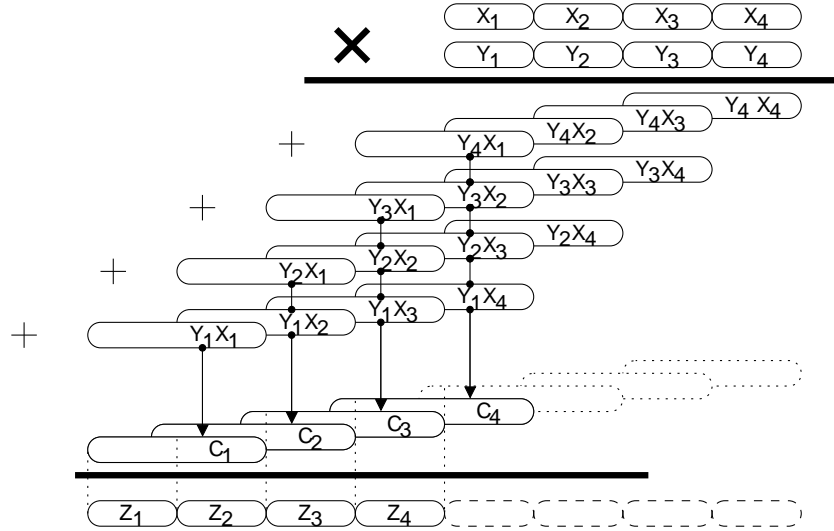 X₁ X₂ X₃ X₄
× Y₁ Y₂ Y₃ Y₄
Y₄X₄
Y₄X₃
Y₄X₂
+ Y₄X₁
Y₃X₄
Y₃X₃
Y₃X₂
+ Y₃X₁
Y₂X₄
Y₂X₃
Y₂X₂
+ Y₂X₁
Y₁X₄
Y₁X₃
Y₁X₂
+ Y₁X₁
C₄
C₃
C₂
C₁
Z₁ Z₂ Z₃ Z₄